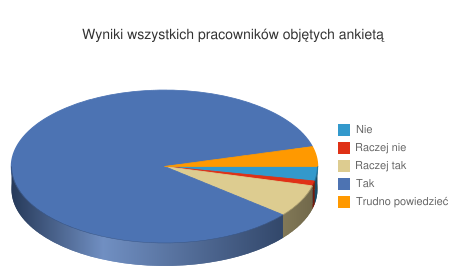 Wyniki wszystkich pracowników objętych ankietą
Nie
Raczej nie
Raczej tak
Tak
Trudno powiedzieć